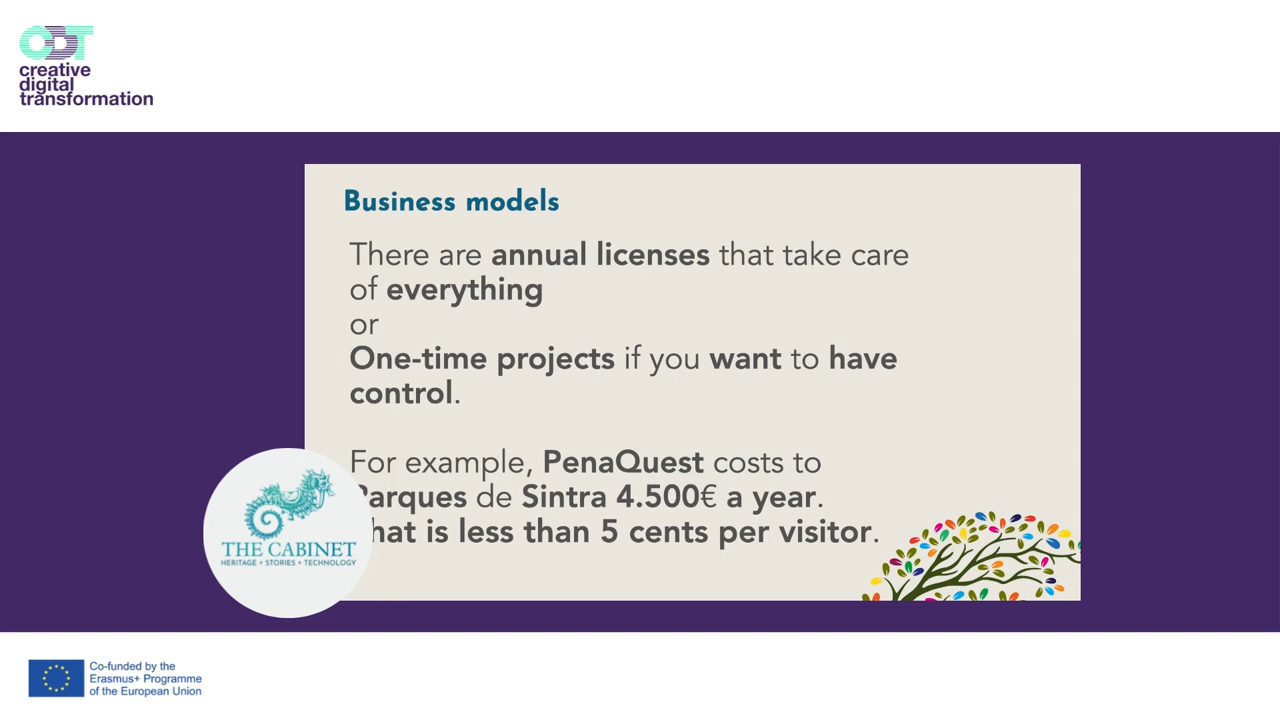 CDT
creative
digital
transformation
Business models
There are annual licenses that take care
of everything
or
One-time projects if you want to have
control.
For example, PenaQuest costs to
Parques de Sintra 4.500€ a year.
that is less than 5 cents per visitor.
THE CABINET
HERITAGE + STORIES + TECHNOLOGY
Co-funded by the
Erasmus+ Programme
of the European Union